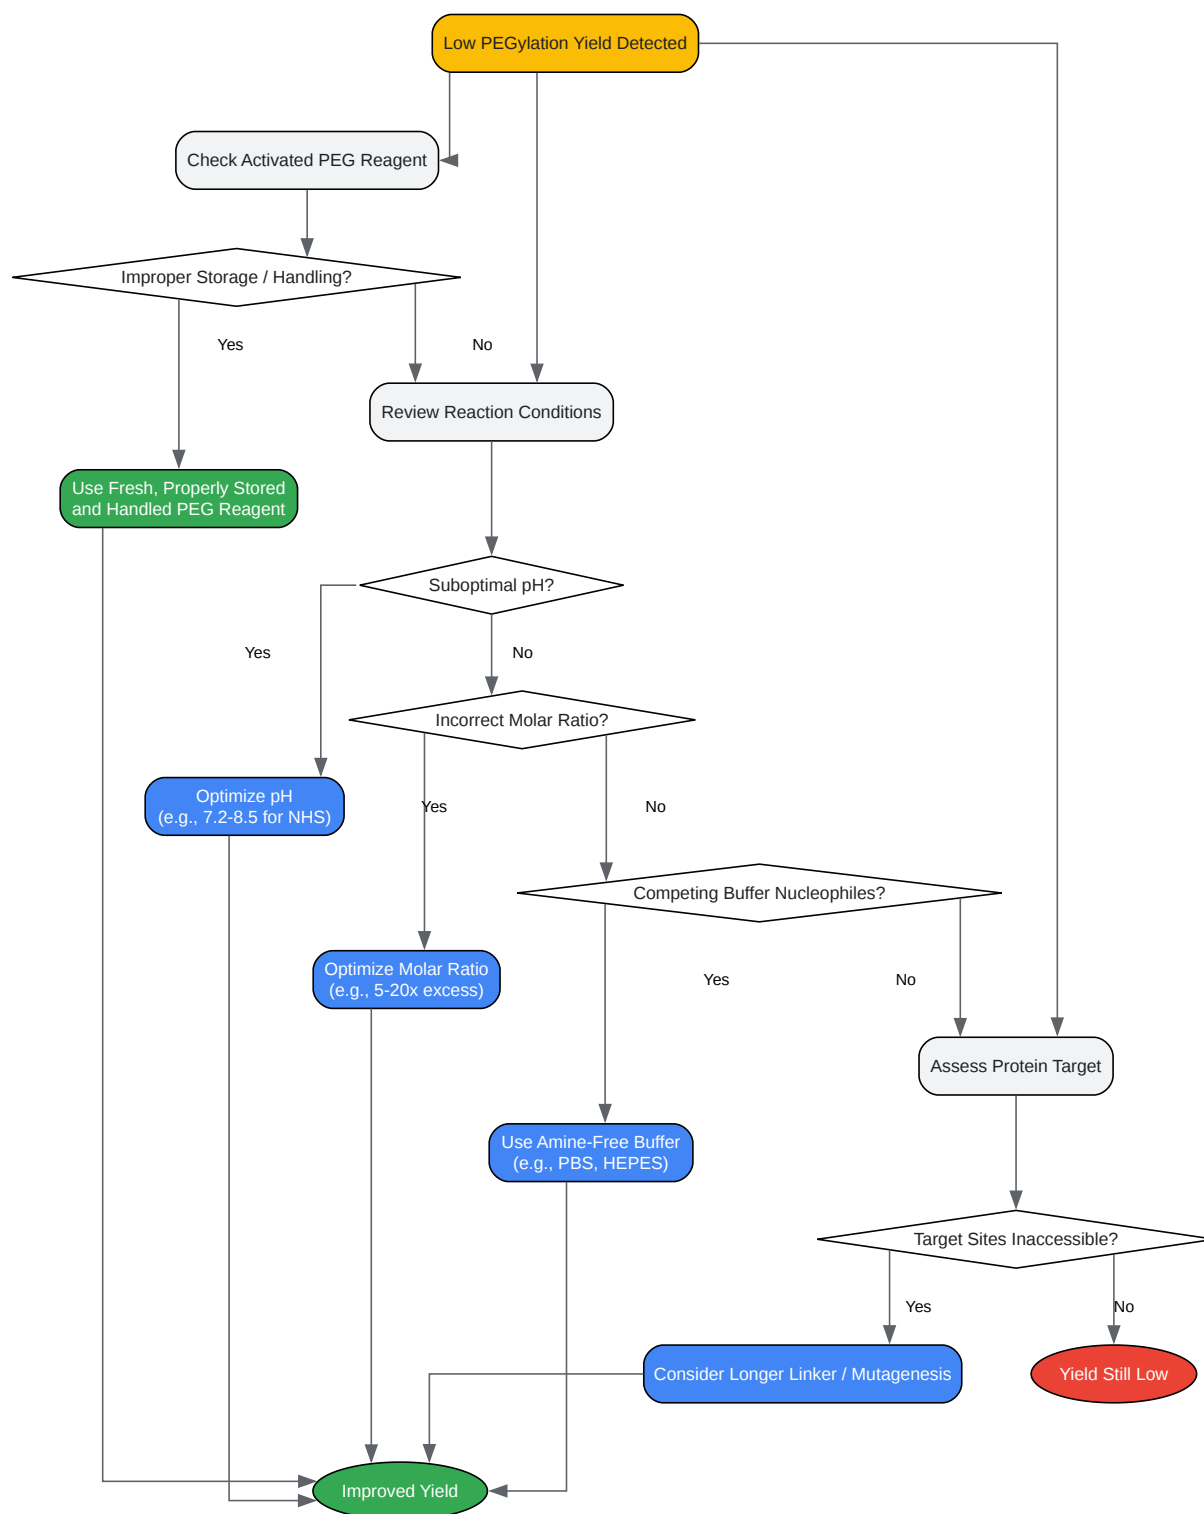 Low PEGylation Yield Detected
Check Activated PEG Reagent
Improper Storage / Handling?
Yes
No
Review Reaction Conditions
Use Fresh, Properly Stored
and Handled PEG Reagent
Suboptimal pH?
Yes
No
Incorrect Molar Ratio?
Optimize pH
(e.g., 7.2-8.5 for NHS)
Yes
No
Competing Buffer Nucleophiles?
Optimize Molar Ratio
(e.g., 5-20x excess)
Yes
No
Assess Protein Target
Use Amine-Free Buffer
(e.g., PBS, HEPES)
Target Sites Inaccessible?
Yes
No
Consider Longer Linker / Mutagenesis
Yield Still Low
Improved Yield